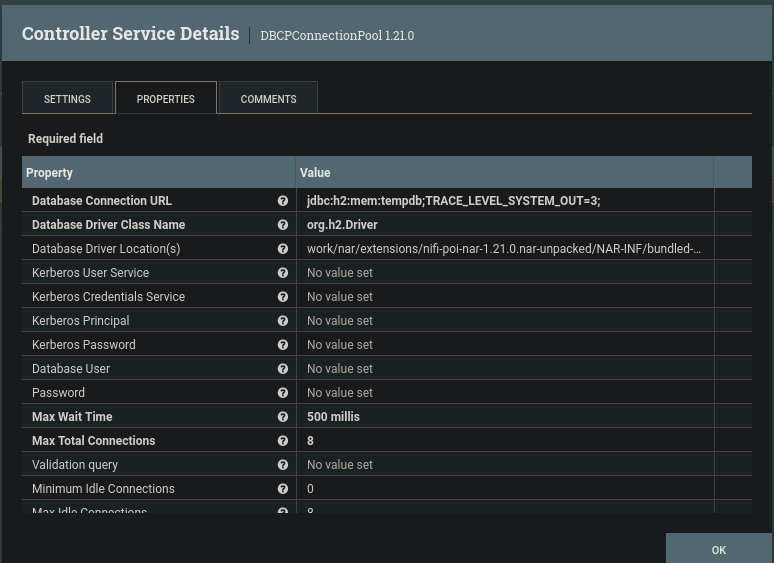 Controller Service Details DBCPConnectionPool 1.21.0
SETTINGS PROPERTIES COMMENTS
Required field
Property Value
Database Connection URL ? jdbc:h2:mem:tempdb;TRACE_LEVEL_SYSTEM_OUT=3;
Database Driver Class Name ? org.h2.Driver
Database Driver Location(s) ? work/nar/extensions/nifi-poi-nar-1.21.0.nar-unpacked/NAR-INF/bundled-...
Kerberos User Service ? No value set
Kerberos Credentials Service ? No value set
Kerberos Principal ? No value set
Kerberos Password ? No value set
Database User ? No value set
Password ? No value set
Max Wait Time ? 500 millis
Max Total Connections ? 8
Validation query ? No value set
Minimum Idle Connections ? 0
Max Idle Connections ? 8
OK